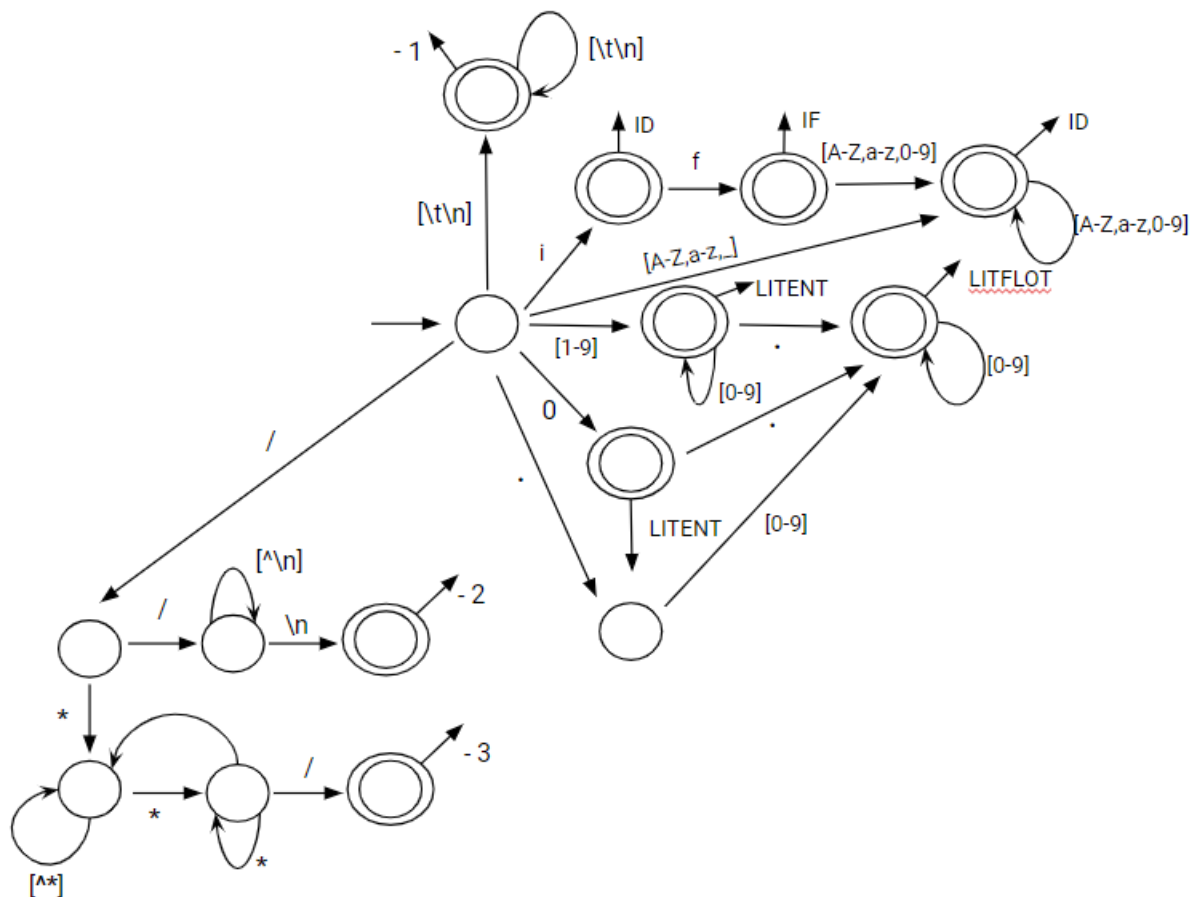 - 1
[\t\n]
ID
IF
[A-Z,a-z,0-9]
ID
f
[\t\n]
i
[A-Z,a-z,_]
[A-Z,a-z,0-9]
LITENT
LITFLOT
[1-9]
.
[0-9]
[0-9]
0
.
/
.
LITENT
[0-9]
[^\n]
- 2
/
\n
*
- 3
/
*
*
[^*]